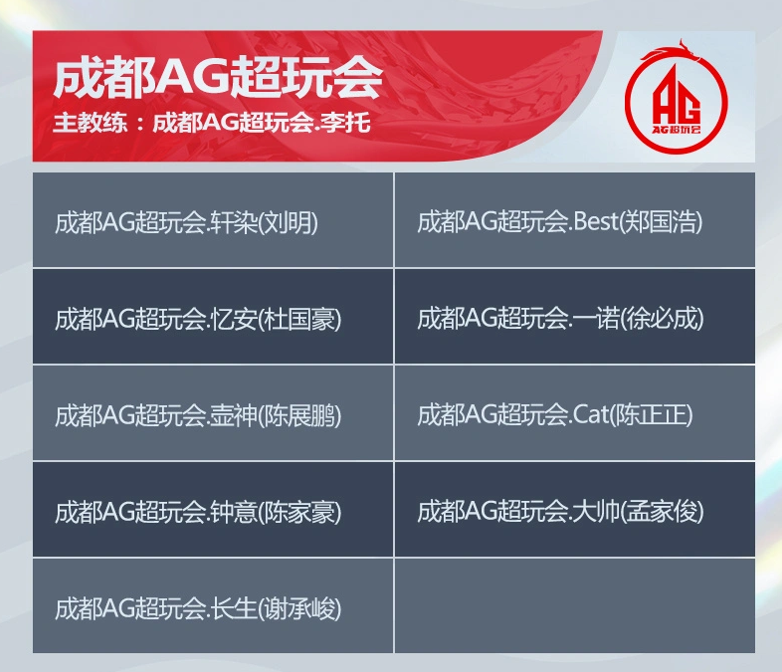 成都AG超玩会
主教练：成都AG超玩会.李托
AG超玩会
成都AG超玩会.轩染(刘明)
成都AG超玩会.Best(郑国浩)
成都AG超玩会.忆安(杜国豪)
成都AG超玩会.一诺(徐必成)
成都AG超玩会.壶神(陈展鹏)
成都AG超玩会.Cat(陈正正)
成都AG超玩会.钟意(陈家豪)
成都AG超玩会.大帅(孟家俊)
成都AG超玩会.长生(谢承峻)